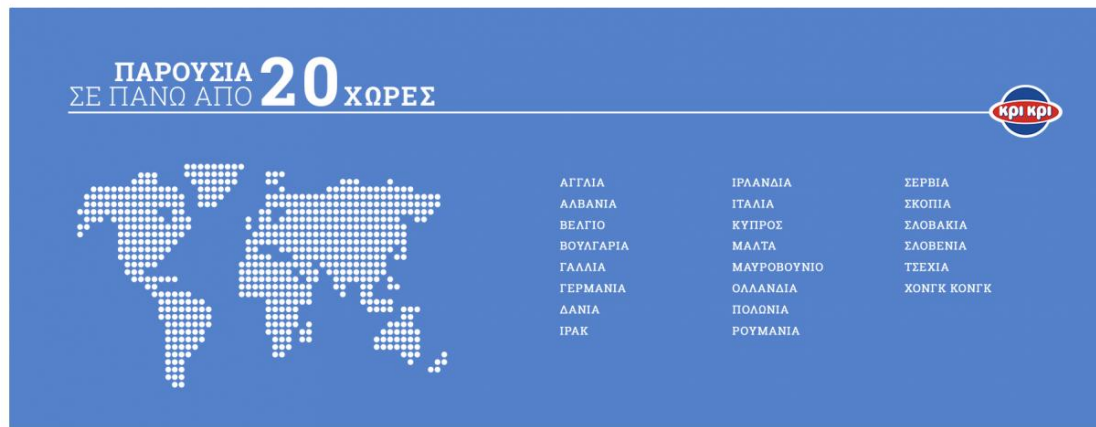 ΠΑΡΟΥΣΙΑ
ΣΕ ΠΑΝΩ ΑΠΟ 20 ΧΩΡΕΣ
κρι κρι
ΑΓΓΛΙΑ
ΑΛΒΑΝΙΑ
ΒΕΛΓΙΟ
ΒΟΥΛΓΑΡΙΑ
ΓΑΛΛΙΑ
ΓΕΡΜΑΝΙΑ
ΔΑΝΙΑ
ΙΡΑΚ
ΙΡΛΑΝΔΙΑ
ΙΤΑΛΙΑ
ΚΥΠΡΟΣ
ΜΑΛΤΑ
ΜΑΥΡΟΒΟΥΝΙΟ
ΟΛΛΑΝΔΙΑ
ΠΟΛΩΝΙΑ
ΡΟΥΜΑΝΙΑ
ΣΕΡΒΙΑ
ΣΚΟΠΙΑ
ΣΛΟΒΑΚΙΑ
ΣΛΟΒΕΝΙΑ
ΤΣΕΧΙΑ
ΧΟΝΓΚ ΚΟΝΓΚ